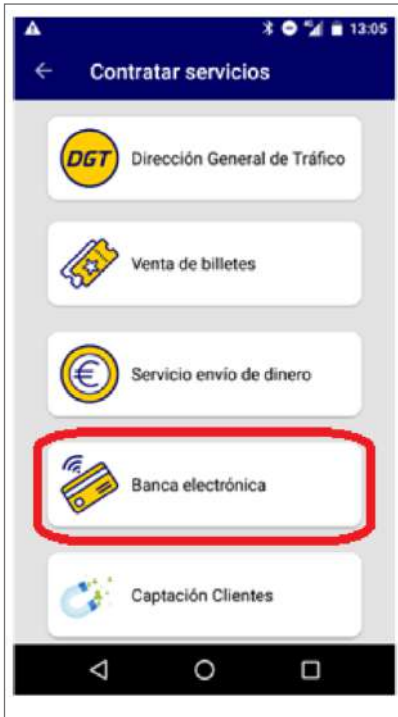 13:05
Contratar servicios
DGT Dirección General de Tráfico
Venta de billetes
Servicio envío de dinero
Banca electrónica
Captación Clientes